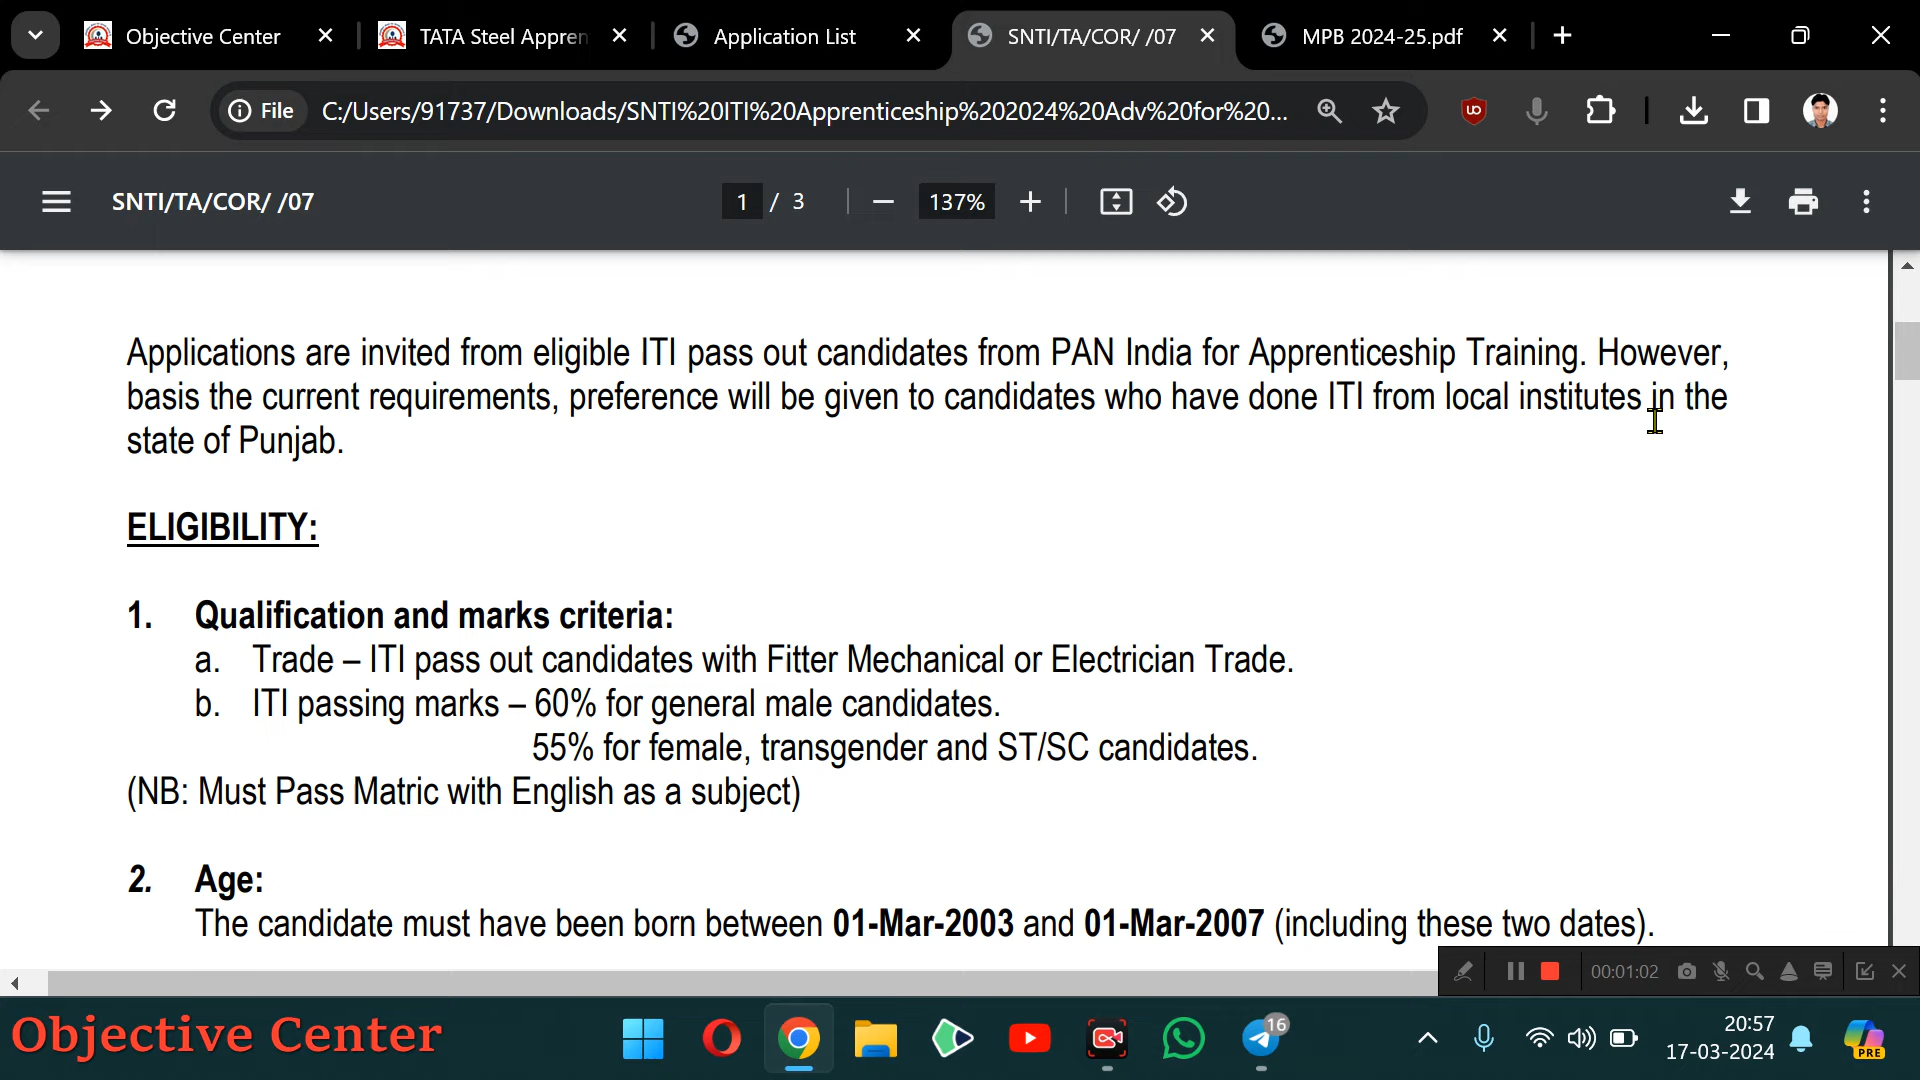 Objective Center
TATA Steel Appren
Application List
SNTI/TA/COR/ /07
MPB 2024-25.pdf
File
C:/Users/91737/Downloads/SNTI%20ITI%20Apprenticeship%202024%20Adv%20for%20...
SNTI/TA/COR/ /07
1 / 3
137%
Applications are invited from eligible ITI pass out candidates from PAN India for Apprenticeship Training. However,
basis the current requirements, preference will be given to candidates who have done ITI from local institutes in the
state of Punjab.
ELIGIBILITY:
1. Qualification and marks criteria:
a. Trade – ITI pass out candidates with Fitter Mechanical or Electrician Trade.
b. ITI passing marks – 60% for general male candidates.
55% for female, transgender and ST/SC candidates.
(NB: Must Pass Matric with English as a subject)
2. Age:
The candidate must have been born between 01-Mar-2003 and 01-Mar-2007 (including these two dates).
00:01:02
Objective Center
16
20:57
17-03-2024
PRE